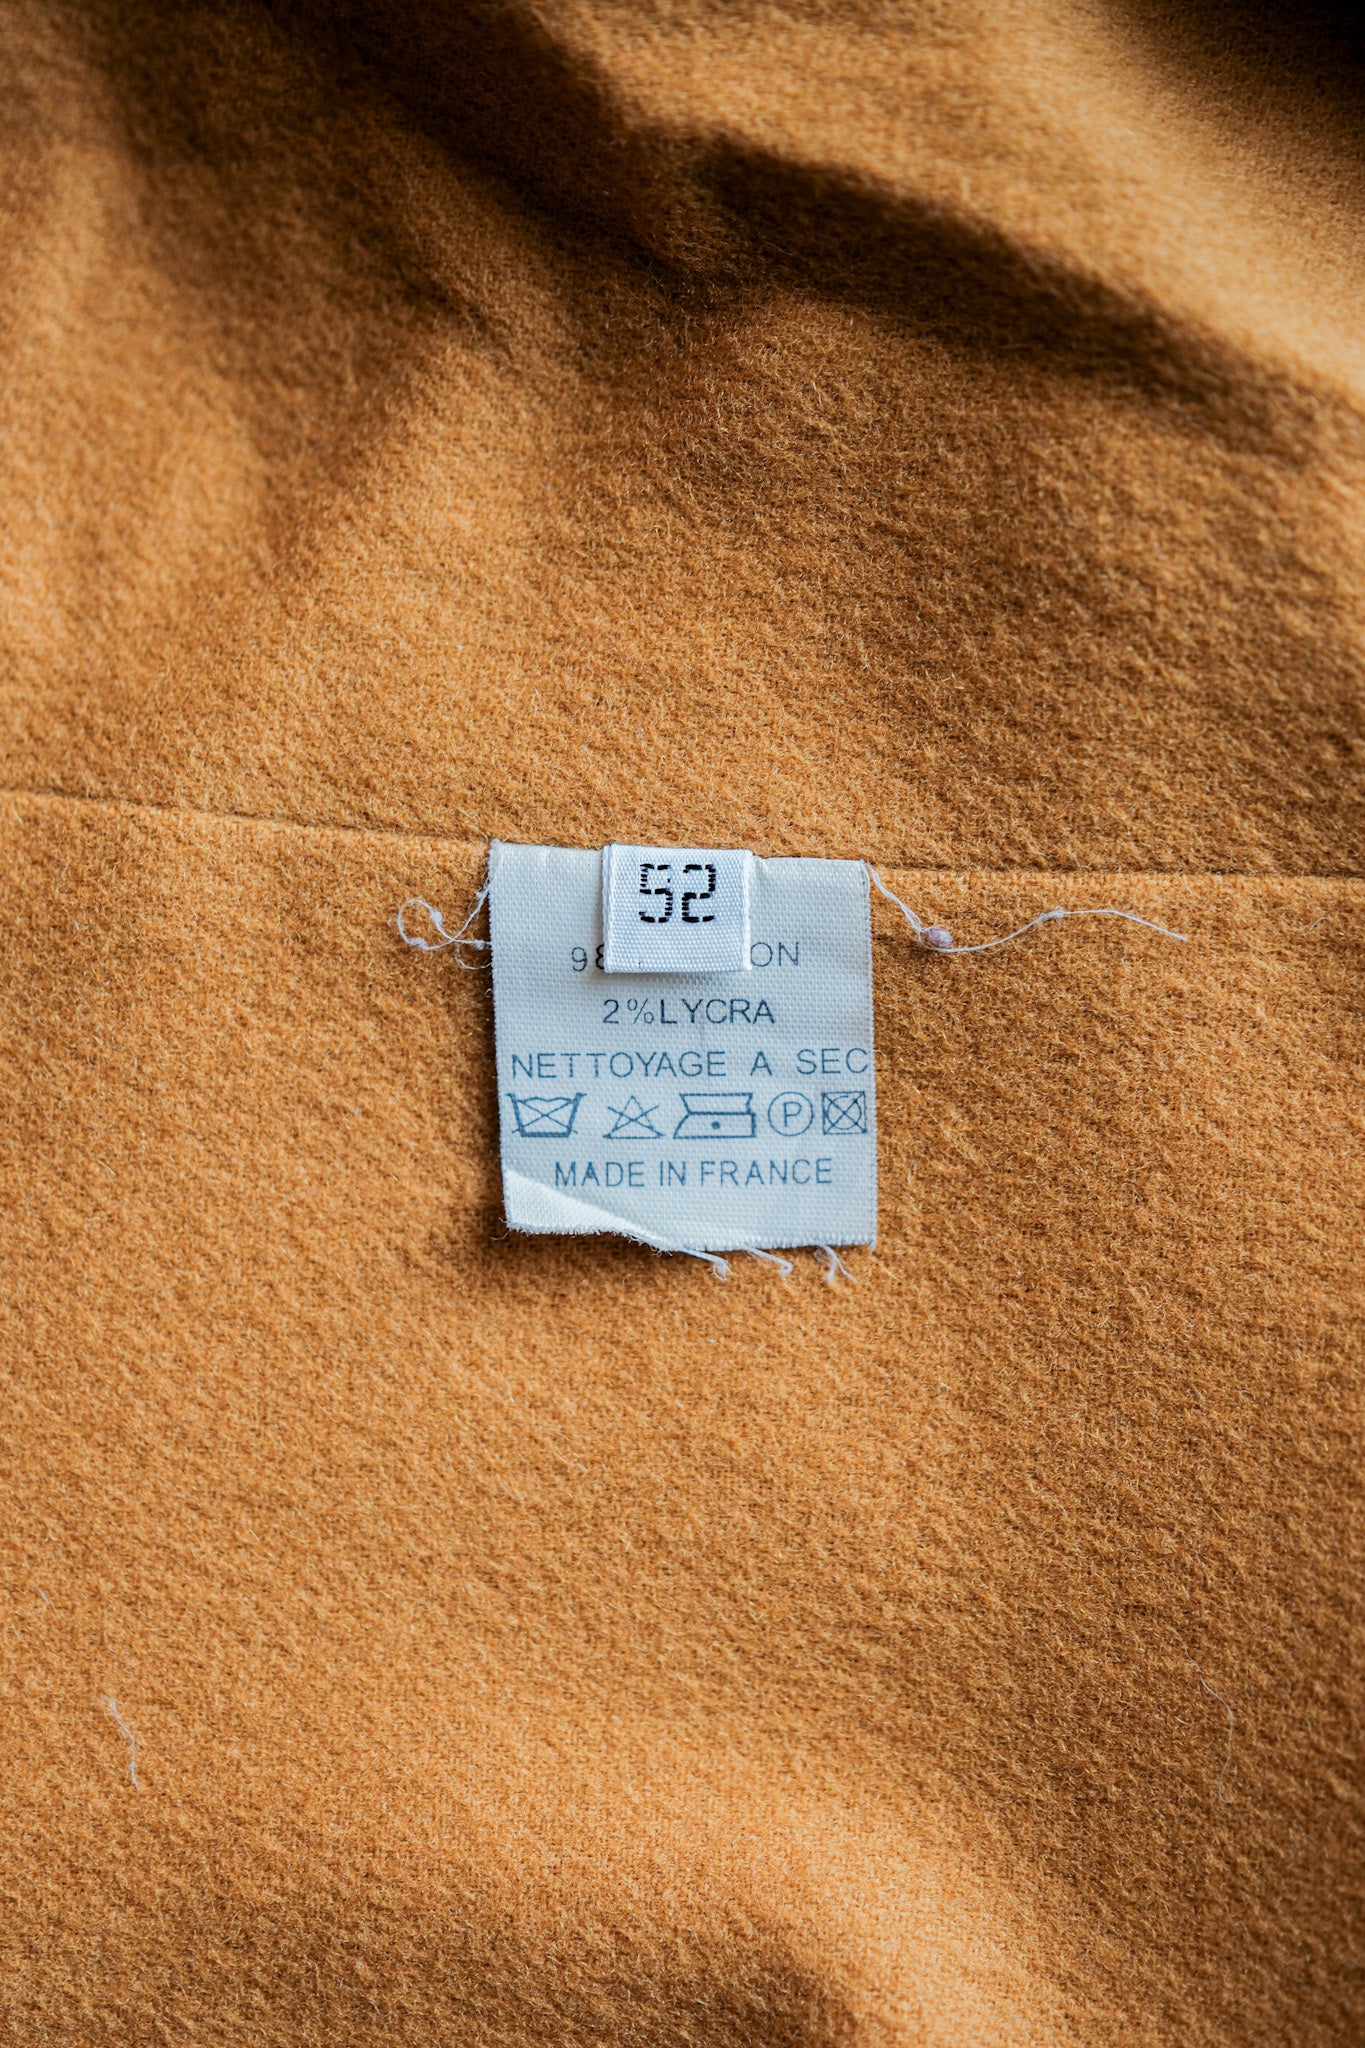 52
2%LYCRA
NETTOYAGE A SEC
P
MADE IN FRANCE